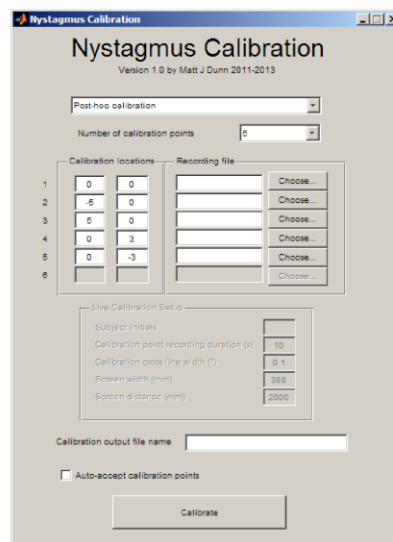 Nystagmus Calibration
Nystagmus Calibration
Version 1.0 by Matt J Dunn 2011-2013
Post-hoc calibration
Number of calibration points 6
Calibration locations Recording file
1 0 0 Choose...
2 -5 0 Choose...
3 5 0 Choose...
4 0 3 Choose...
5 0 -3 Choose...
6 Choose...
Live Calibration Setup
Subject initials
Calibration point recording duration (s) 10
Calibration cross line width (°) 0.1
Screen width (mm) 388
Screen distance (mm) 2000
Calibration output file name
Auto-accept calibration points
Calibrate